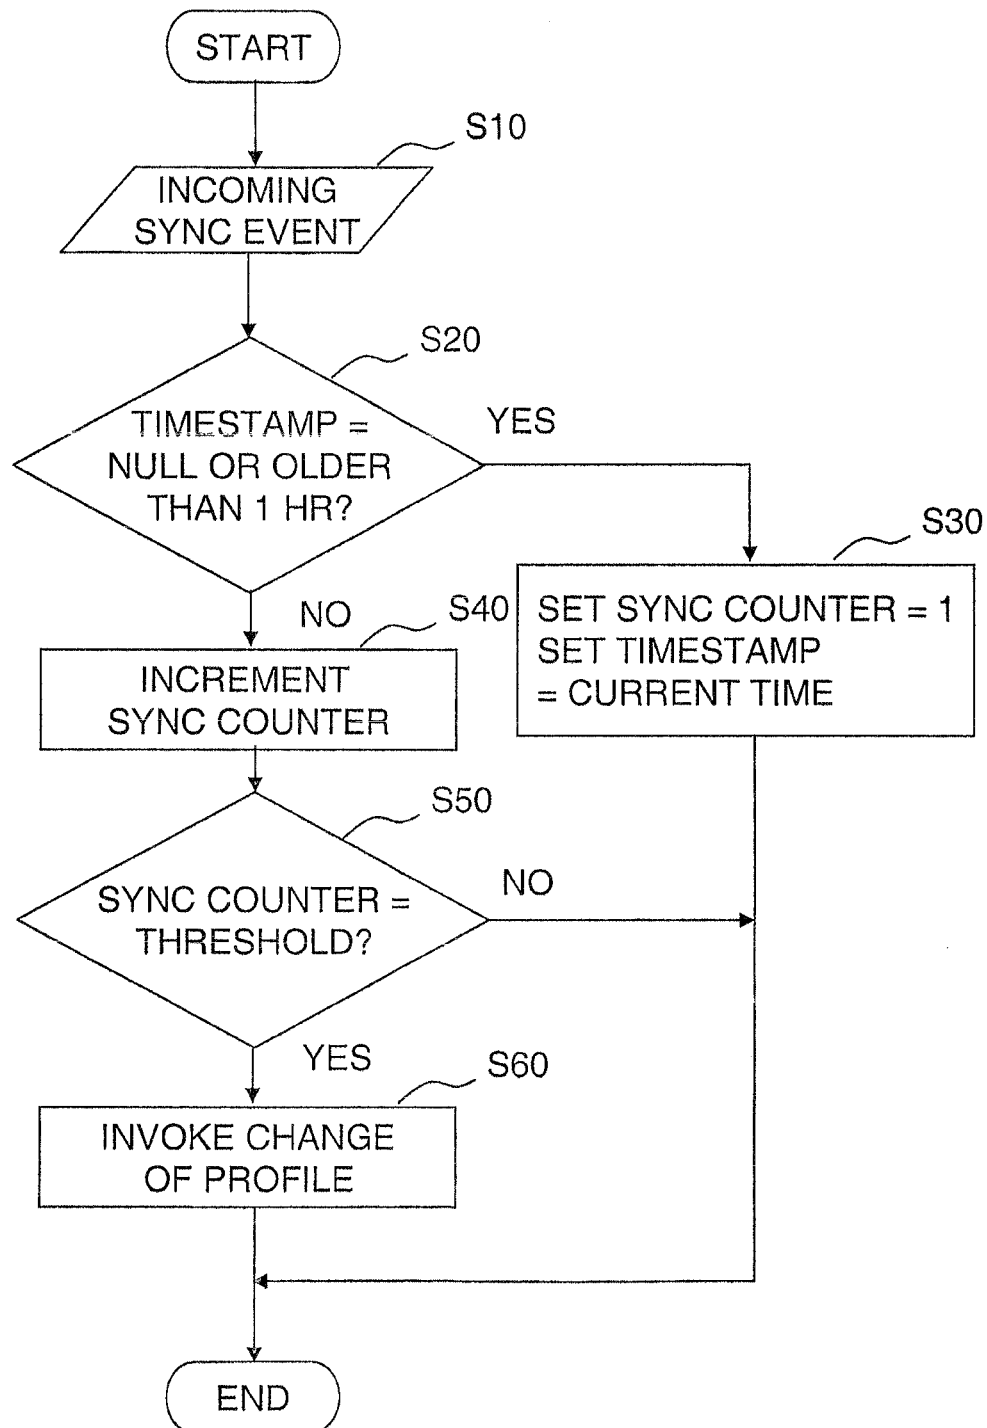 START
S10
INCOMING
SYNC EVENT
S20
TIMESTAMP =
NULL OR OLDER
THAN 1 HR?
YES
S30
SET SYNC COUNTER = 1
SET TIMESTAMP
= CURRENT TIME
NO
S40
INCREMENT
SYNC COUNTER
S50
SYNC COUNTER =
THRESHOLD?
NO
YES
S60
INVOKE CHANGE
OF PROFILE
END